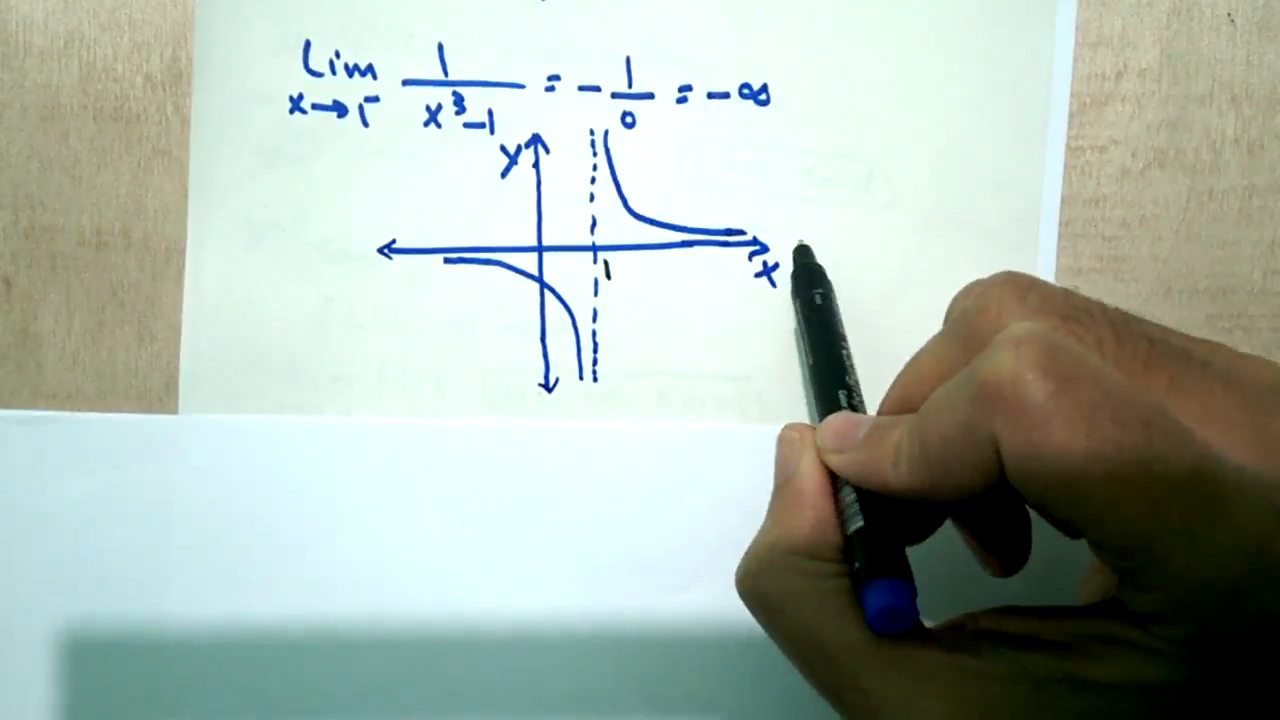 lim 1/(x³-1) = -1/0 = -∞
x→1⁻
y
1
x